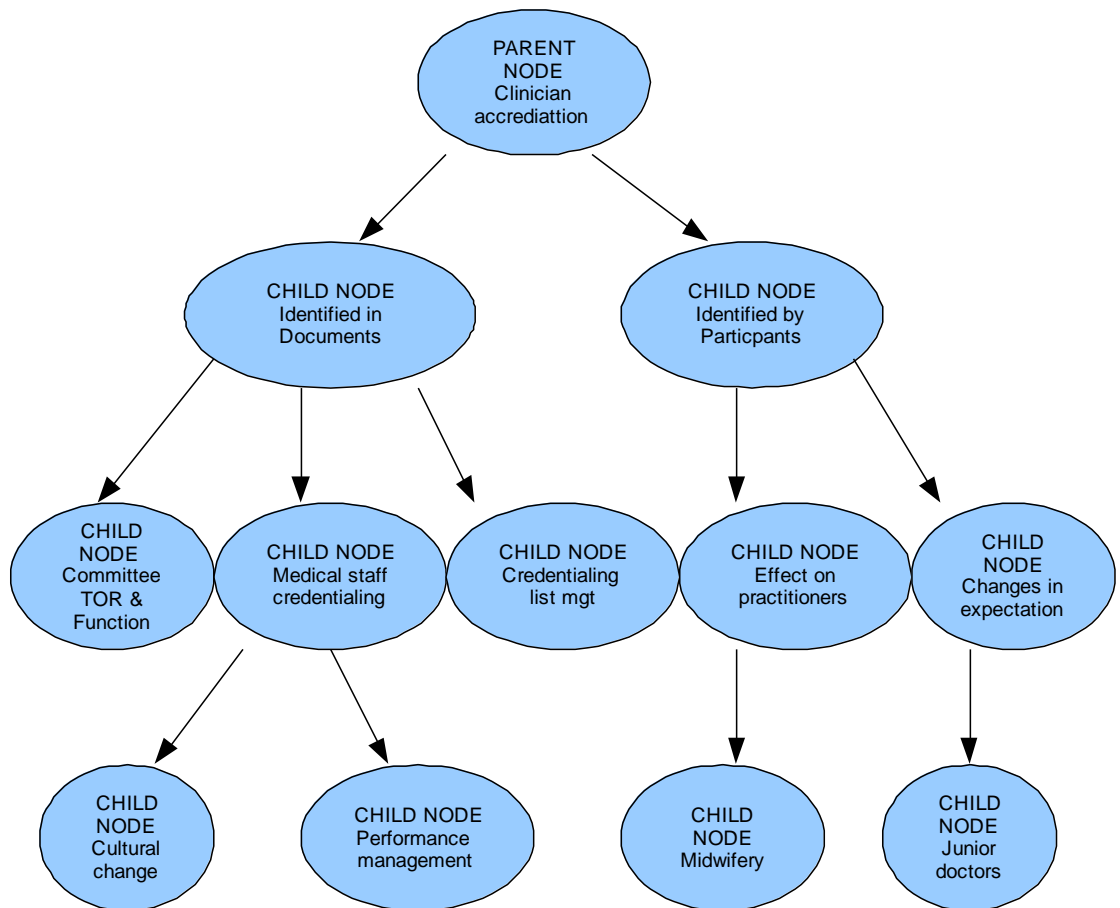 PARENT
NODE
Clinician
accrediattion
CHILD NODE
Identified in
Documents
CHILD NODE
Identified by
Particpants
CHILD
NODE
Committee
TOR &
Function
CHILD NODE
Medical staff
credentialing
CHILD NODE
Credentialing
list mgt
CHILD NODE
Effect on
practitioners
CHILD
NODE
Changes in
expectation
CHILD
NODE
Cultural
change
CHILD NODE
Performance
management
CHILD
NODE
Midwifery
CHILD
NODE
Junior
doctors